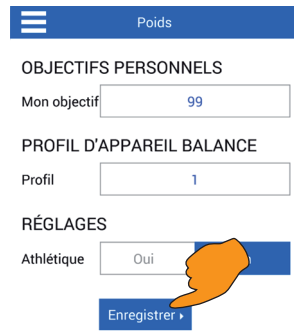 Poids
OBJECTIFS PERSONNELS
Mon objectif 99
PROFIL D'APPAREIL BALANCE
Profil 1
RÉGLAGES
Athlétique Oui
Enregistrer